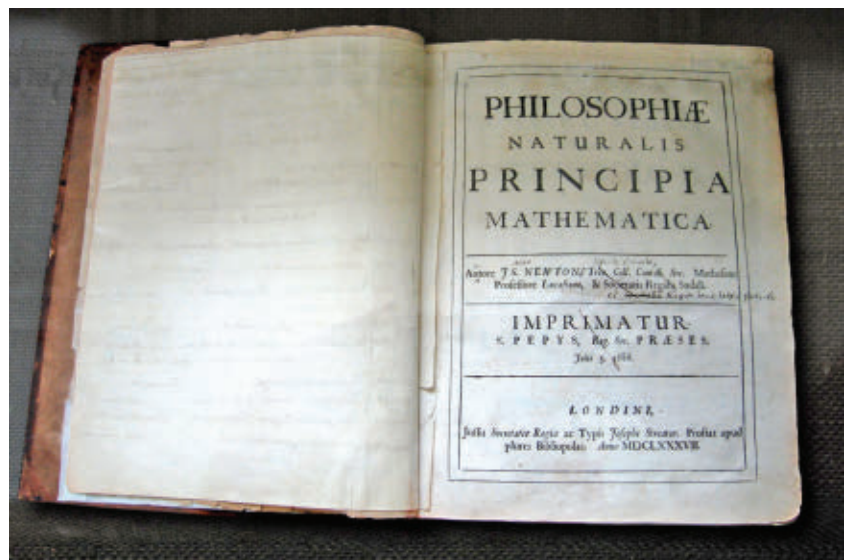 PHILOSOPHIÆ
NATURALIS
PRINCIPIA
MATHEMATICA.
Autore JS. NEWTON, Trin. Coll. Cantab. Soc. Matheseos
Professore Lucasiano, & Societatis Regalis Sodali.
IMPRIMATUR.
S. PEPYS, Reg. Soc. PRÆSES.
Julii 5. 1686.
LONDINI,
Jussu Societatis Regiæ ac Typis Josephi Streater. Prostat apud
plures Bibliopolas. Anno MDCLXXXVII.